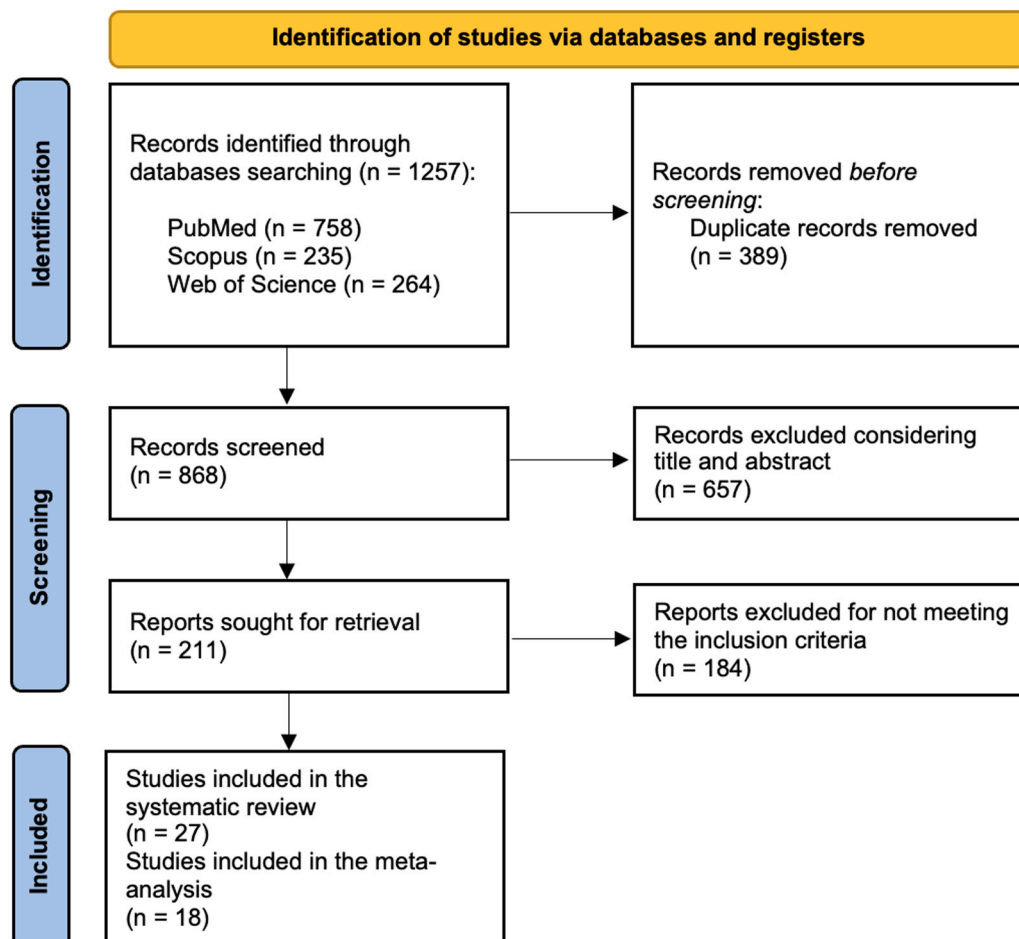 Identification of studies via databases and registers
Identification
Records identified through
databases searching (n = 1257):
PubMed (n = 758)
Scopus (n = 235)
Web of Science (n = 264)
Records removed before
screening:
Duplicate records removed
(n = 389)
Screening
Records screened
(n = 868)
Records excluded considering
title and abstract
(n = 657)
Reports sought for retrieval
(n = 211)
Reports excluded for not meeting
the inclusion criteria
(n = 184)
Included
Studies included in the
systematic review
(n = 27)
Studies included in the meta-
analysis
(n = 18)